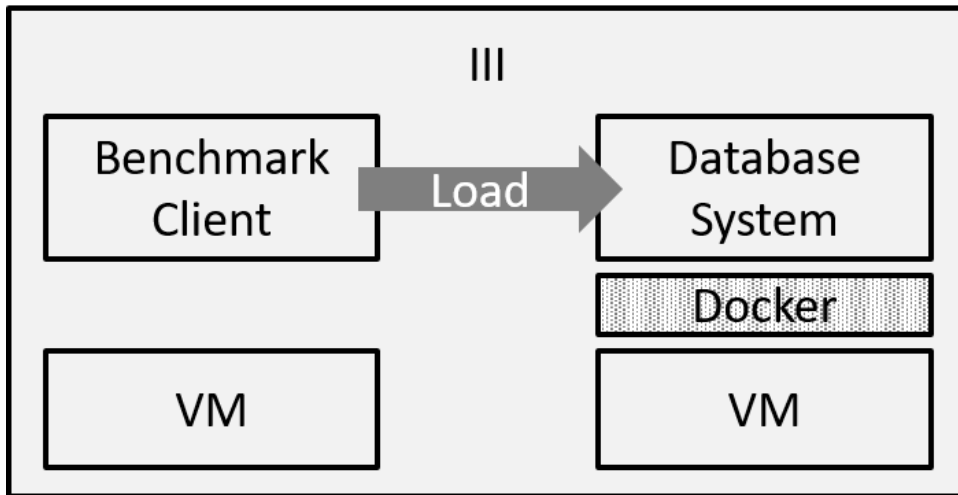 III
Benchmark
Client
Load
Database
System
Docker
VM
VM